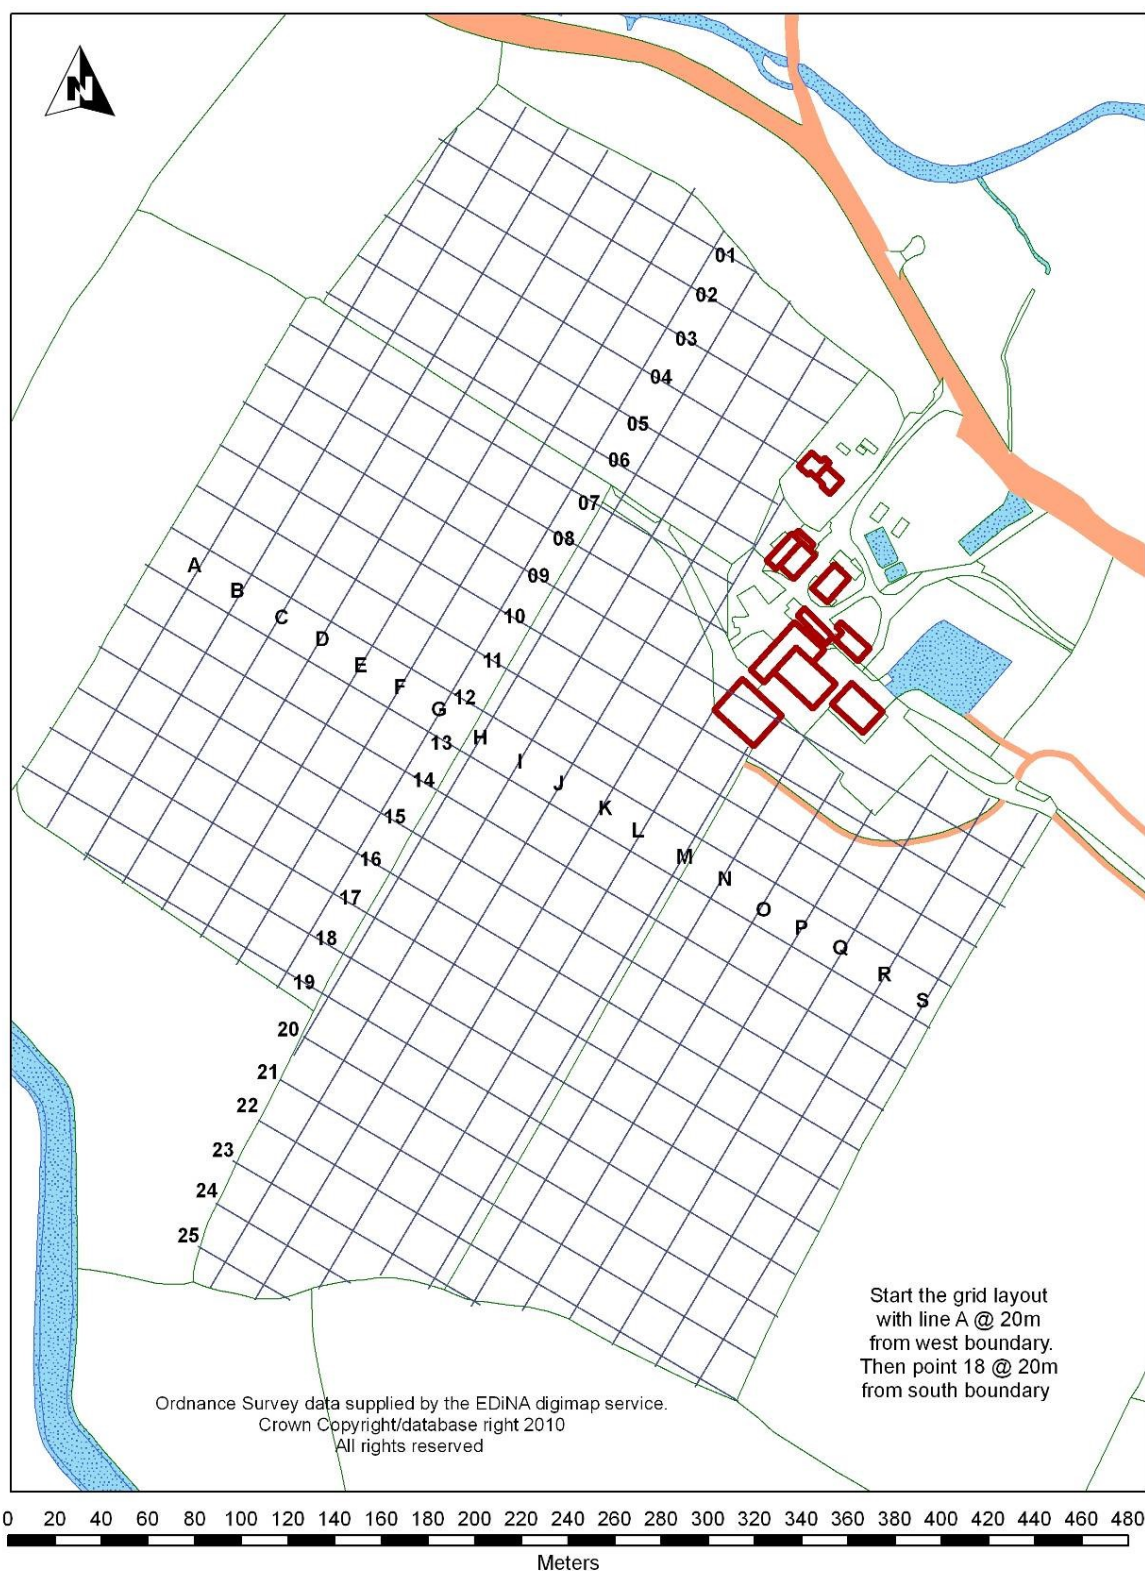 N
01
02
03
04
05
06
07
08
09
10
11
12
13
14
15
16
17
18
19
20
21
22
23
24
25
A
B
C
D
E
F
G
H
I
J
K
L
M
N
O
P
Q
R
S
Start the grid layout
with line A @ 20m
from west boundary.
Then point 18 @ 20m
from south boundary
Ordnance Survey data supplied by the EDiNA digimap service.
Crown Copyright/database right 2010
All rights reserved
0 20 40 60 80 100 120 140 160 180 200 220 240 260 280 300 320 340 360 380 400 420 440 460 480
Meters